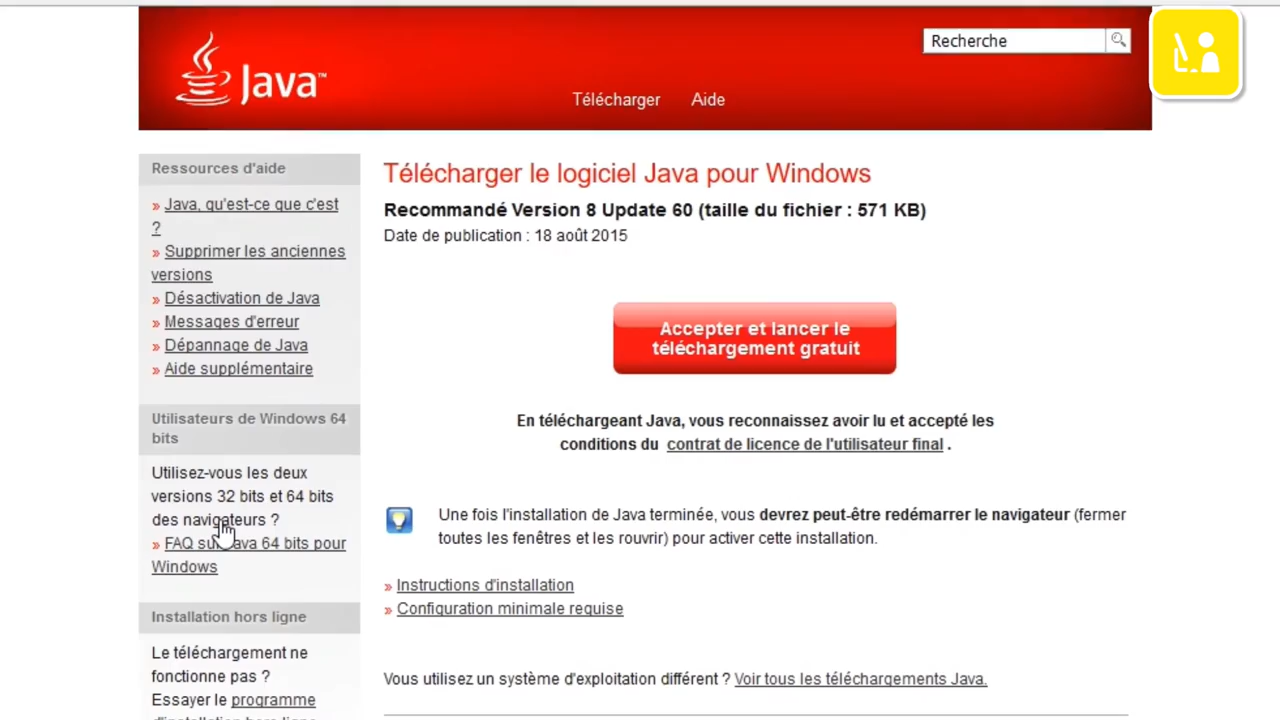 Java™
Recherche
Télécharger Aide
Ressources d'aide
» Java, qu'est-ce que c'est
?
» Supprimer les anciennes
versions
» Désactivation de Java
» Messages d'erreur
» Dépannage de Java
» Aide supplémentaire
Utilisateurs de Windows 64
bits
Utilisez-vous les deux
versions 32 bits et 64 bits
des navigateurs ?
» FAQ sur Java 64 bits pour
Windows
Installation hors ligne
Le téléchargement ne
fonctionne pas ?
Essayer le programme
d'installation hors ligne
Télécharger le logiciel Java pour Windows
Recommandé Version 8 Update 60 (taille du fichier : 571 KB)
Date de publication : 18 août 2015
Accepter et lancer le
téléchargement gratuit
En téléchargeant Java, vous reconnaissez avoir lu et accepté les
conditions du contrat de licence de l'utilisateur final .
Une fois l'installation de Java terminée, vous devrez peut-être redémarrer le navigateur (fermer
toutes les fenêtres et les rouvrir) pour activer cette installation.
» Instructions d'installation
» Configuration minimale requise
Vous utilisez un système d'exploitation différent ? Voir tous les téléchargements Java.